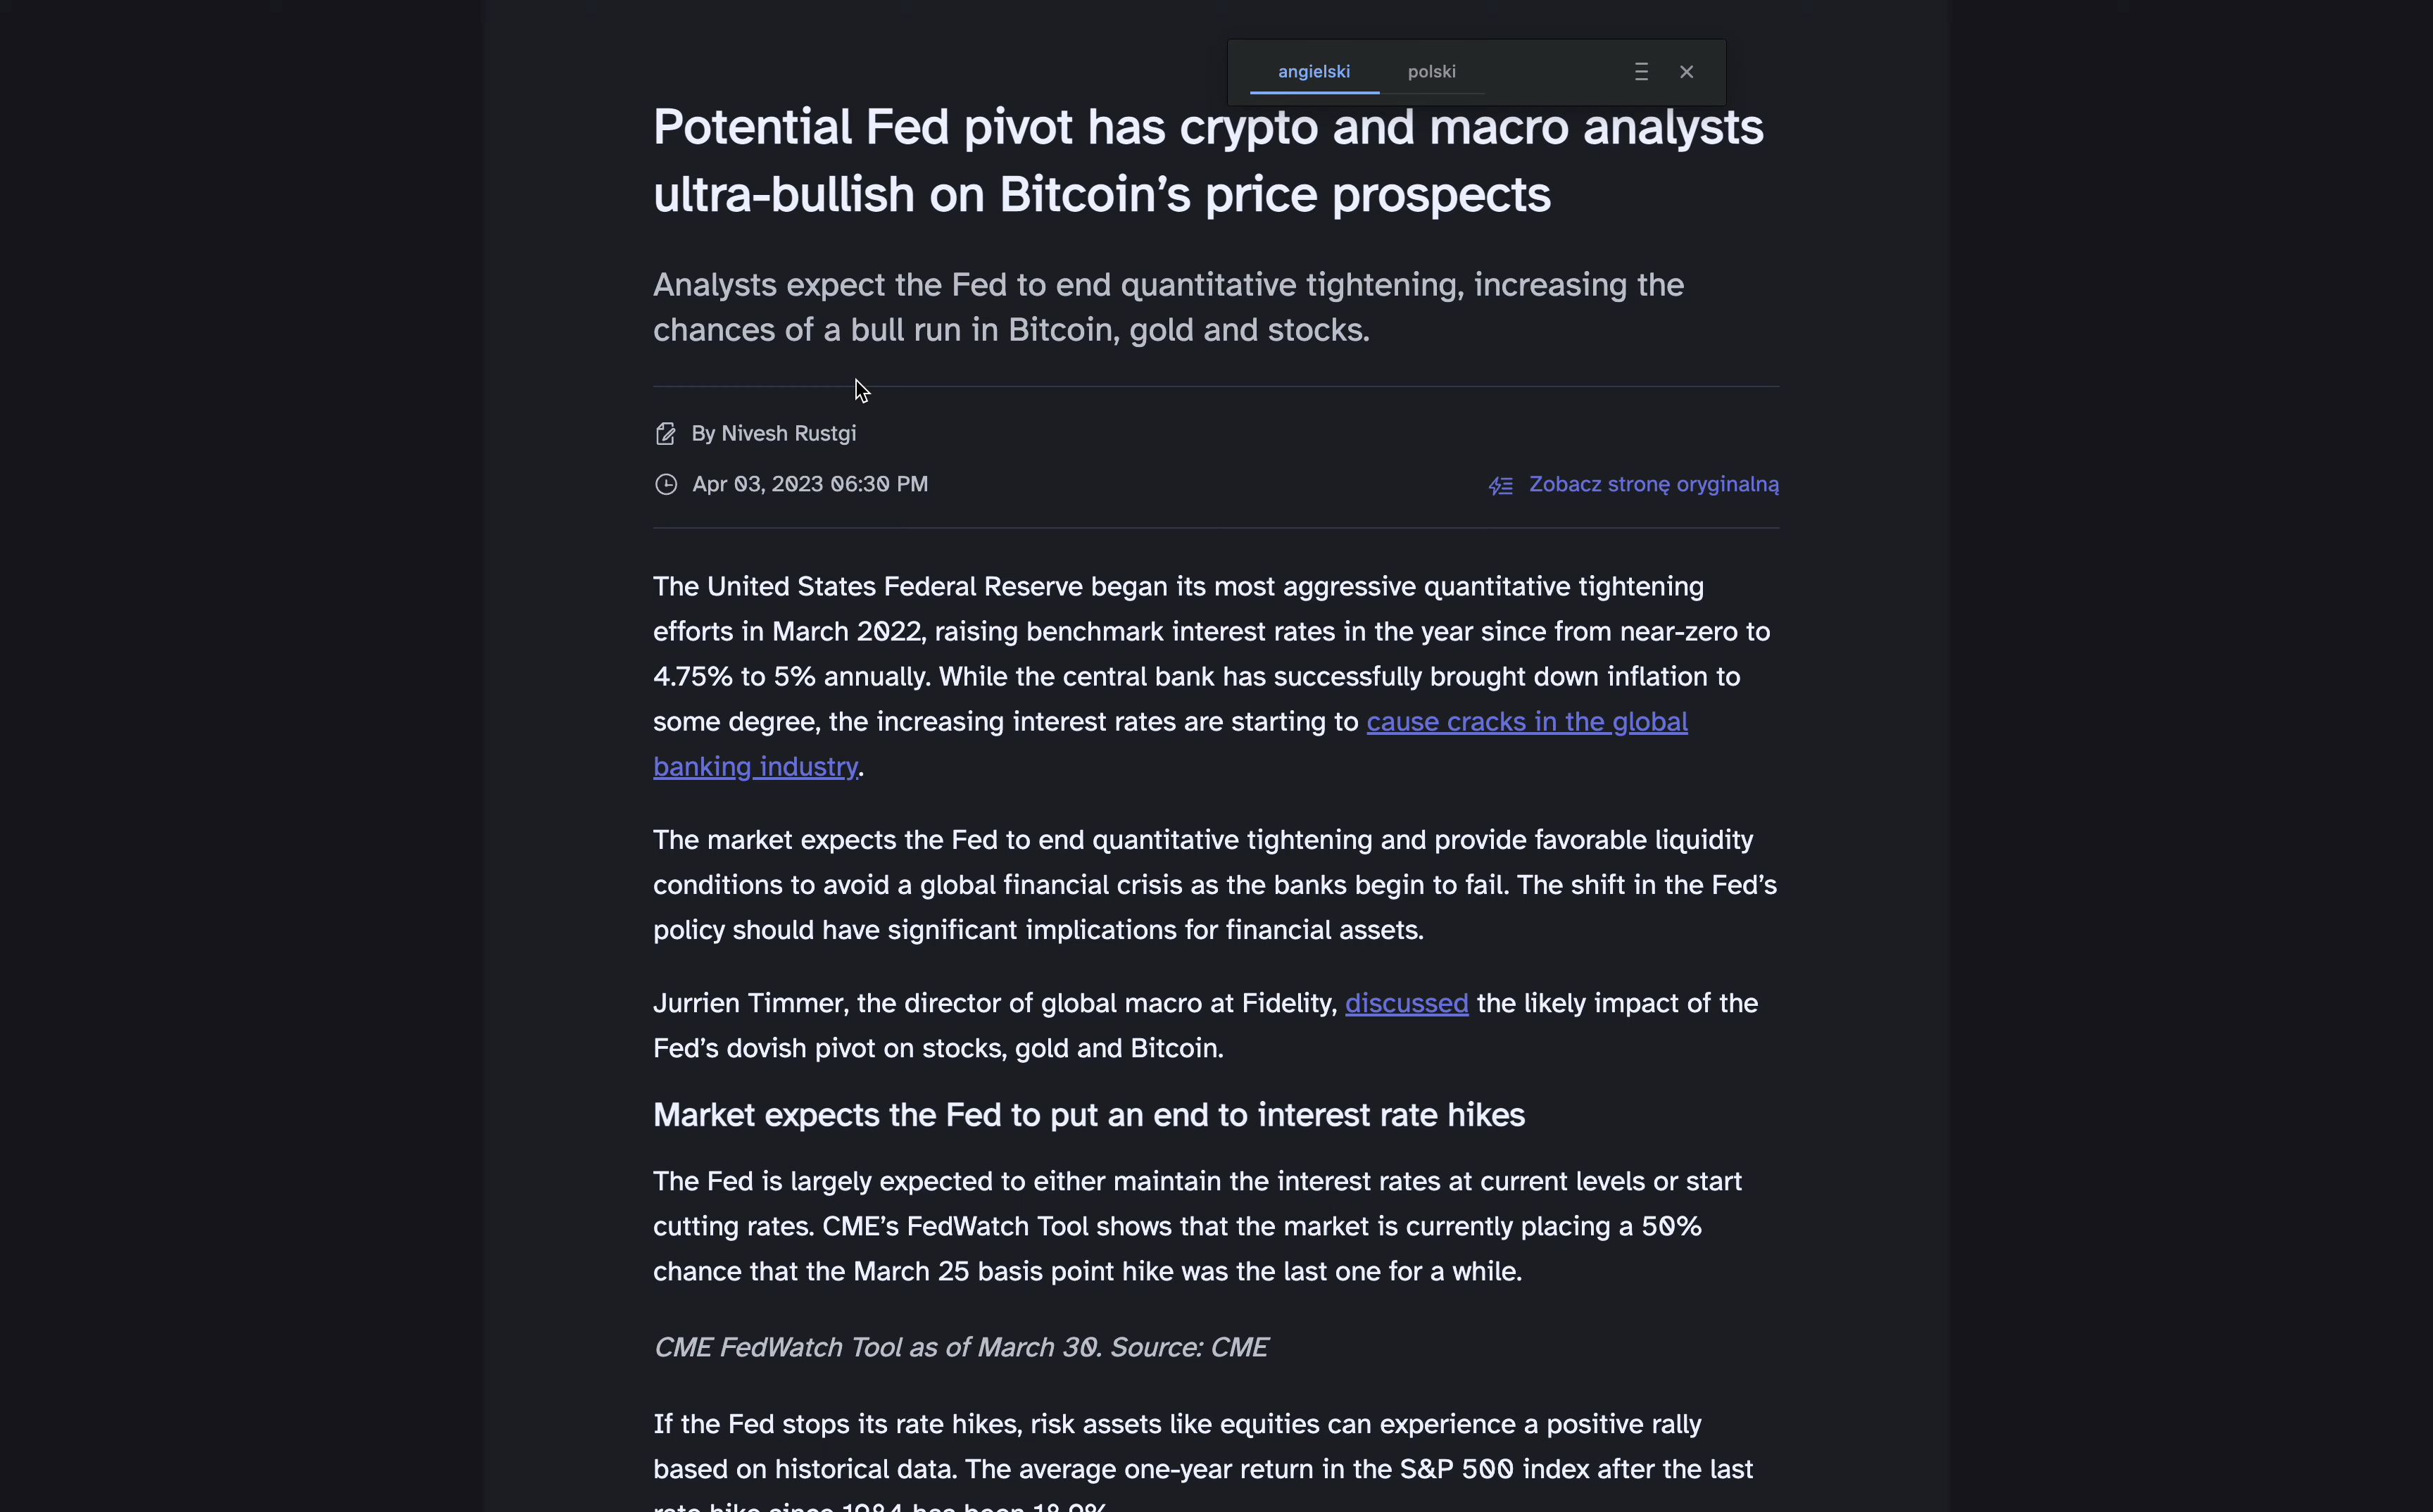 angielski polski
Potential Fed pivot has crypto and macro analysts
ultra-bullish on Bitcoin’s price prospects
Analysts expect the Fed to end quantitative tightening, increasing the
chances of a bull run in Bitcoin, gold and stocks.
By Nivesh Rustgi
Apr 03, 2023 06:30 PM
Zobacz stronę oryginalną
The United States Federal Reserve began its most aggressive quantitative tightening
efforts in March 2022, raising benchmark interest rates in the year since from near-zero to
4.75% to 5% annually. While the central bank has successfully brought down inflation to
some degree, the increasing interest rates are starting to cause cracks in the global
banking industry.
The market expects the Fed to end quantitative tightening and provide favorable liquidity
conditions to avoid a global financial crisis as the banks begin to fail. The shift in the Fed’s
policy should have significant implications for financial assets.
Jurrien Timmer, the director of global macro at Fidelity, discussed the likely impact of the
Fed’s dovish pivot on stocks, gold and Bitcoin.
Market expects the Fed to put an end to interest rate hikes
The Fed is largely expected to either maintain the interest rates at current levels or start
cutting rates. CME’s FedWatch Tool shows that the market is currently placing a 50%
chance that the March 25 basis point hike was the last one for a while.
CME FedWatch Tool as of March 30. Source: CME
If the Fed stops its rate hikes, risk assets like equities can experience a positive rally
based on historical data. The average one-year return in the S&P 500 index after the last
rate hike since 1984 has been